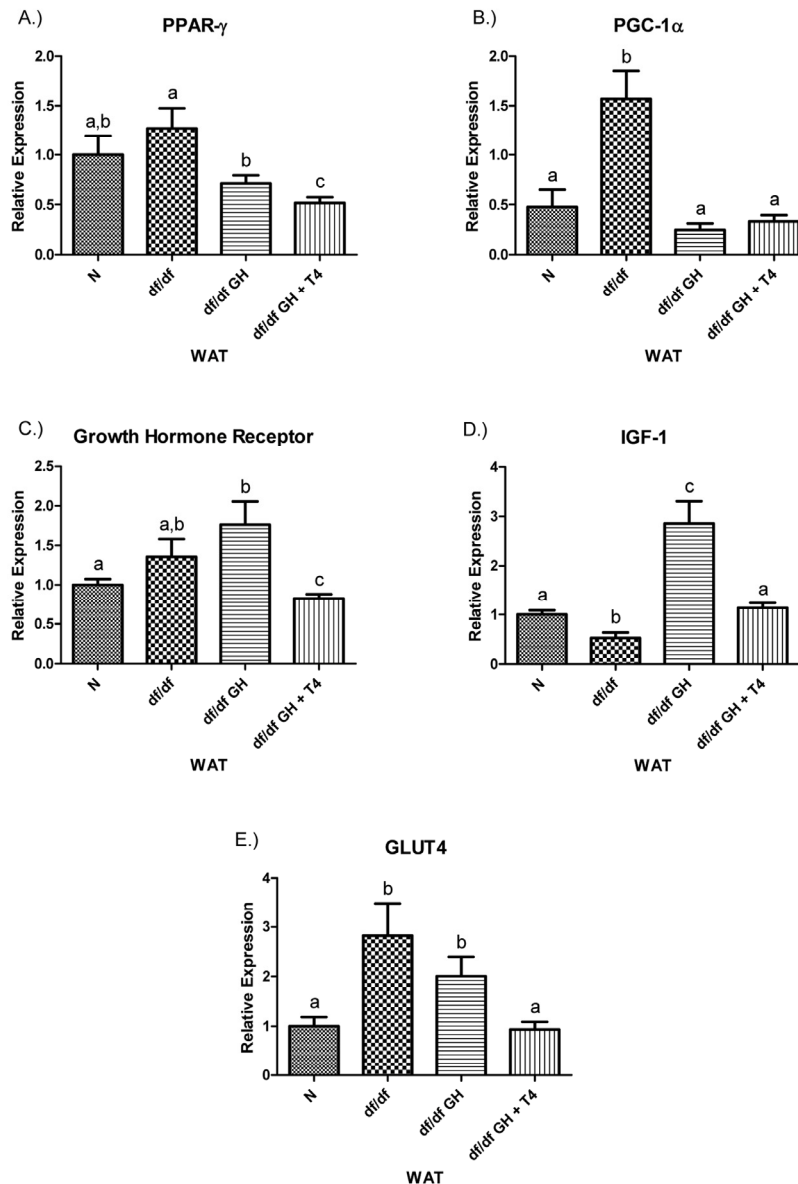 A.)
PPAR-γ
Relative Expression
2.0
1.5
1.0
0.5
0.0
a,b
a
b
c
N
df/df
df/df GH
df/df GH + T4
WAT
B.)
PGC-1α
Relative Expression
2.0
1.5
1.0
0.5
0.0
a
b
a
a
N
df/df
df/df GH
df/df GH + T4
WAT
C.)
Growth Hormone Receptor
Relative Expression
2.5
2.0
1.5
1.0
0.5
0.0
a
a,b
b
c
N
df/df
df/df GH
df/df GH + T4
WAT
D.)
IGF-1
Relative Expression
4
3
2
1
0
a
b
c
a
N
df/df
df/df GH
df/df GH + T4
WAT
E.)
GLUT4
Relative Expression
4
3
2
1
0
a
b
b
a
N
df/df
df/df GH
df/df GH + T4
WAT